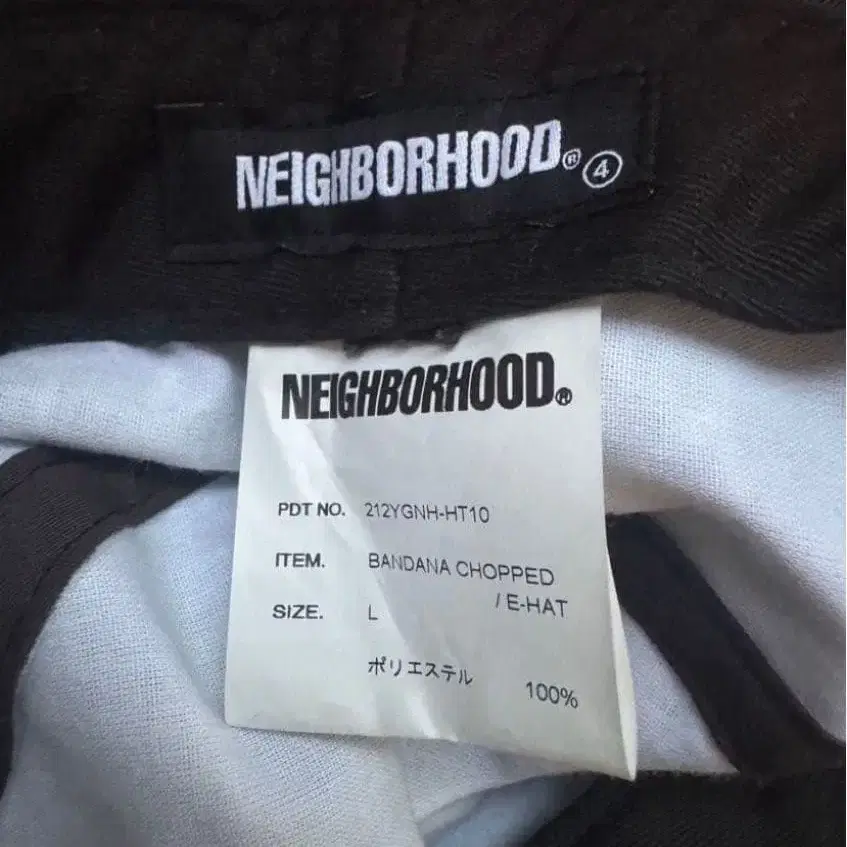 NEIGHBORHOOD® ④
NEIGHBORHOOD®
PDT NO. 212YGNH-HT10
ITEM. BANDANA CHOPPED
/ E-HAT
SIZE. L
ポリエステル 100%